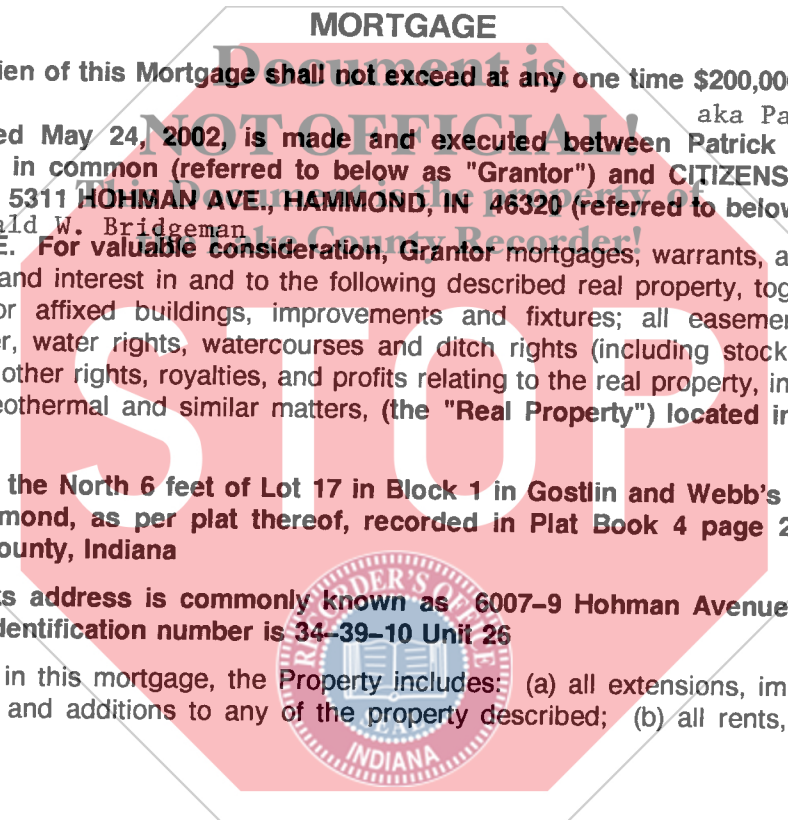 MORTGAGE
Document is
ien of this Mortgage shall not exceed at any one time $200,00
aka Pa
NOT OFFICIAL!
ed May 24, 2002, is made and executed between Patrick
in common (referred to below as "Grantor") and CITIZENS
This Document is the property of
5311 HOHMAN AVE., HAMMOND, IN 46320 (referred to below
ald W. Bridgeman
the Lake County Recorder!
E. For valuable consideration, Grantor mortgages, warrants, a
and interest in and to the following described real property, tog
or affixed buildings, improvements and fixtures; all easemen
r, water rights, watercourses and ditch rights (including stock
other rights, royalties, and profits relating to the real property, in
eothermal and similar matters, (the "Real Property") located in
STOP
the North 6 feet of Lot 17 in Block 1 in Gostlin and Webb's
mond, as per plat thereof, recorded in Plat Book 4 page 2
ounty, Indiana
ts address is commonly known as 6007-9 Hohman Avenue
dentification number is 34-39-10 Unit 26
in this mortgage, the Property includes: (a) all extensions, im
and additions to any of the property described; (b) all rents,
RECORDER'S OFFICE
SEAL
INDIANA